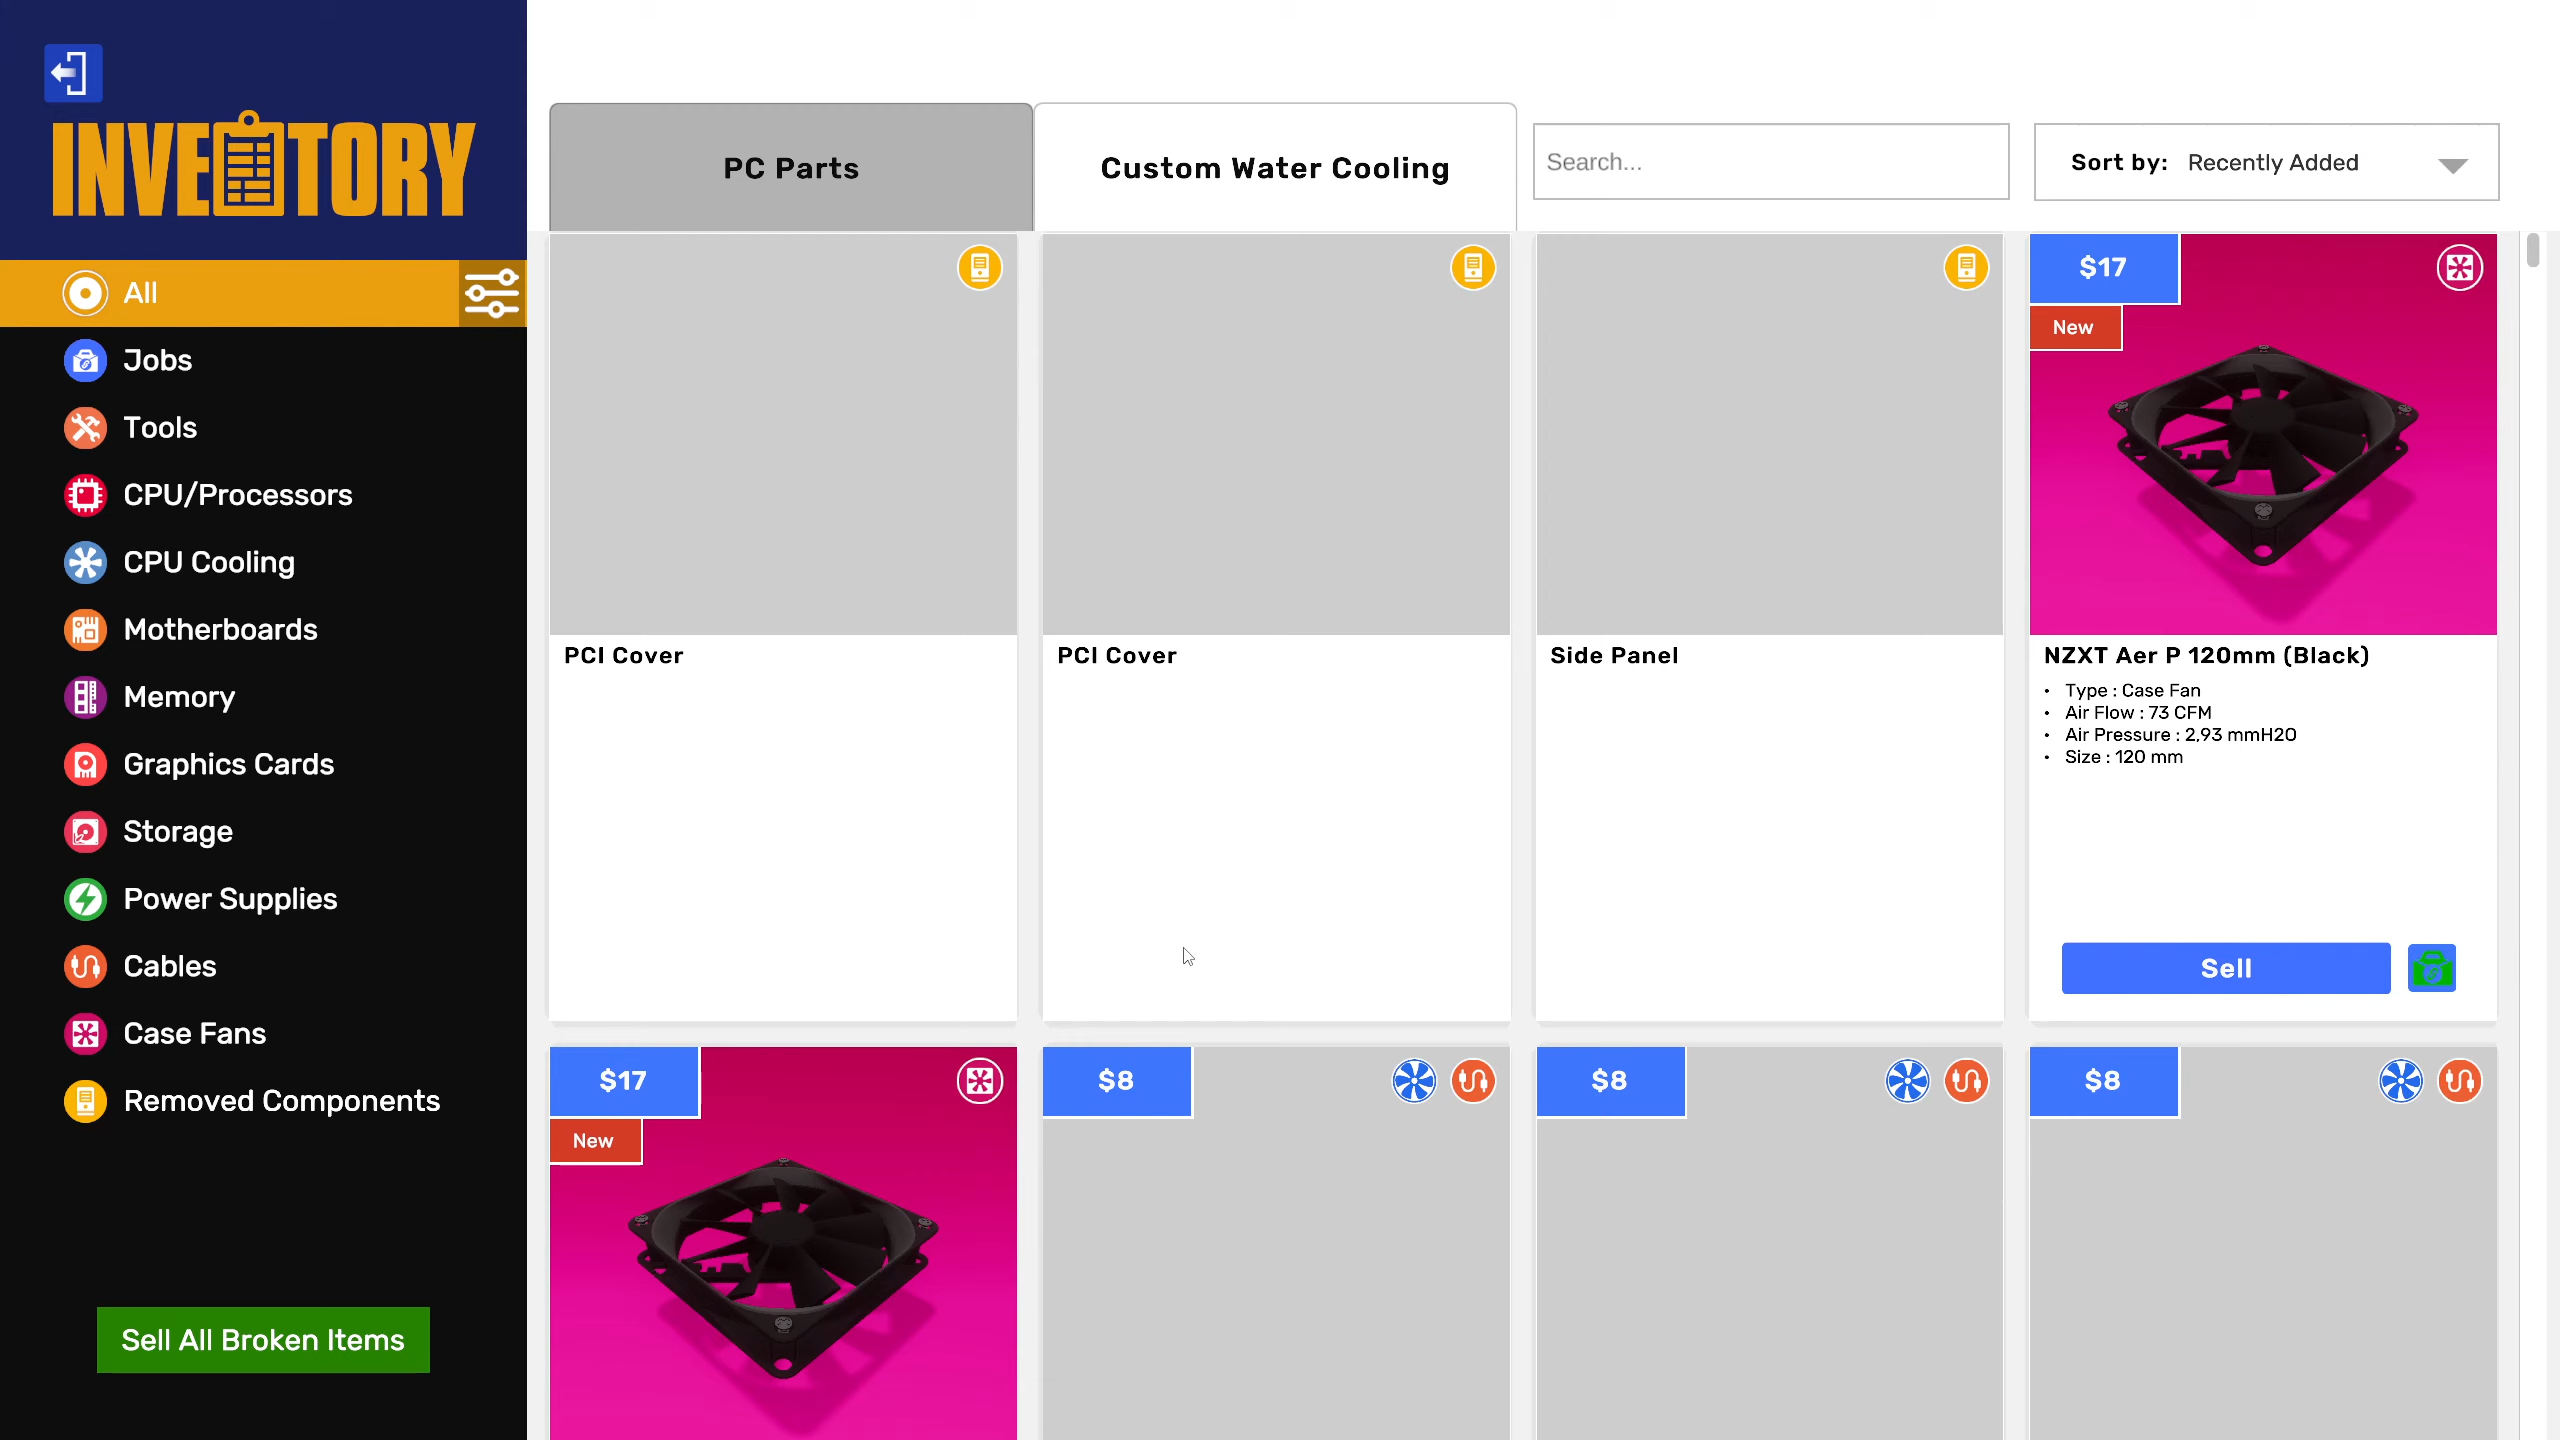 INVENTORY
All
Jobs
Tools
CPU/Processors
CPU Cooling
Motherboards
Memory
Graphics Cards
Storage
Power Supplies
Cables
Case Fans
Removed Components
Sell All Broken Items
PC Parts
Custom Water Cooling
Search...
Sort by: Recently Added
PCI Cover
PCI Cover
Side Panel
$17
New
NZXT Aer P 120mm (Black)
• Type : Case Fan
• Air Flow : 73 CFM
• Air Pressure : 2,93 mmH2O
• Size : 120 mm
Sell
$17
New
$8
$8
$8